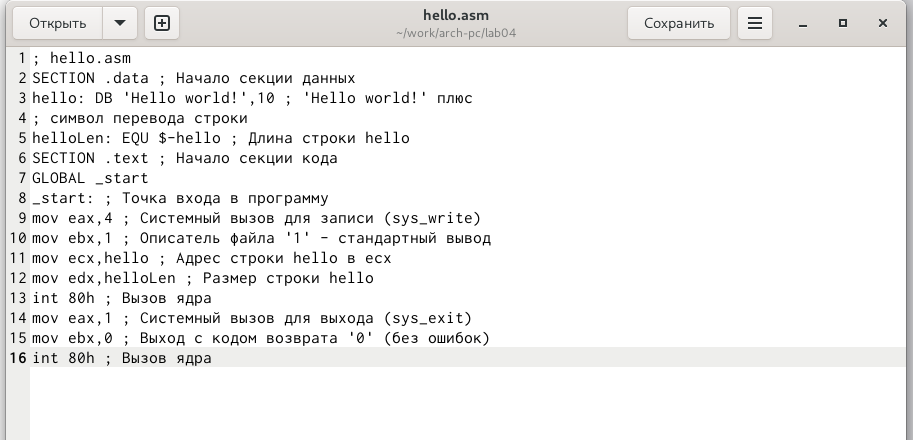 Открыть
hello.asm
~/work/arch-pc/lab04
Сохранить
1 ; hello.asm
2 SECTION .data ; Начало секции данных
3 hello: DB 'Hello world!',10 ; 'Hello world!' плюс
4 ; символ перевода строки
5 helloLen: EQU $-hello ; Длина строки hello
6 SECTION .text ; Начало секции кода
7 GLOBAL _start
8 _start: ; Точка входа в программу
9 mov eax,4 ; Системный вызов для записи (sys_write)
10 mov ebx,1 ; Описатель файла '1' - стандартный вывод
11 mov ecx,hello ; Адрес строки hello в ecx
12 mov edx,helloLen ; Размер строки hello
13 int 80h ; Вызов ядра
14 mov eax,1 ; Системный вызов для выхода (sys_exit)
15 mov ebx,0 ; Выход с кодом возврата '0' (без ошибок)
16 int 80h ; Вызов ядра